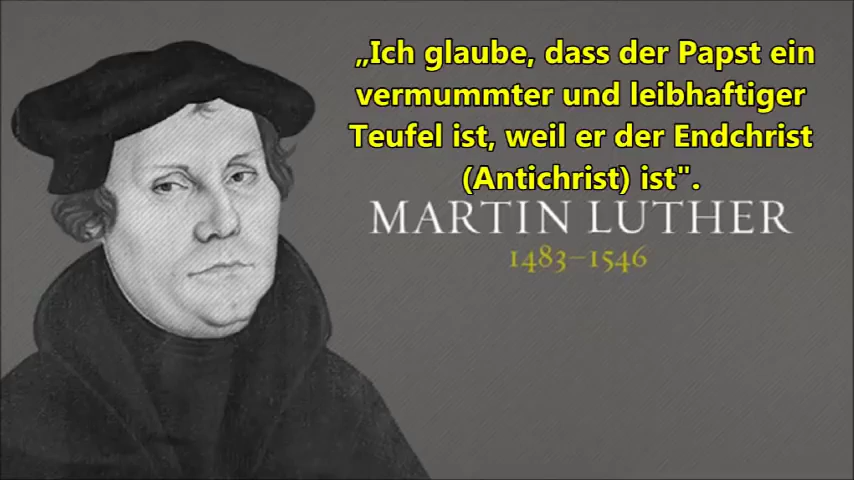 „Ich glaube, dass der Papst ein
vermummter und leibhaftiger
Teufel ist, weil er der Endchrist
(Antichrist) ist".
MARTIN LUTHER
1483–1546